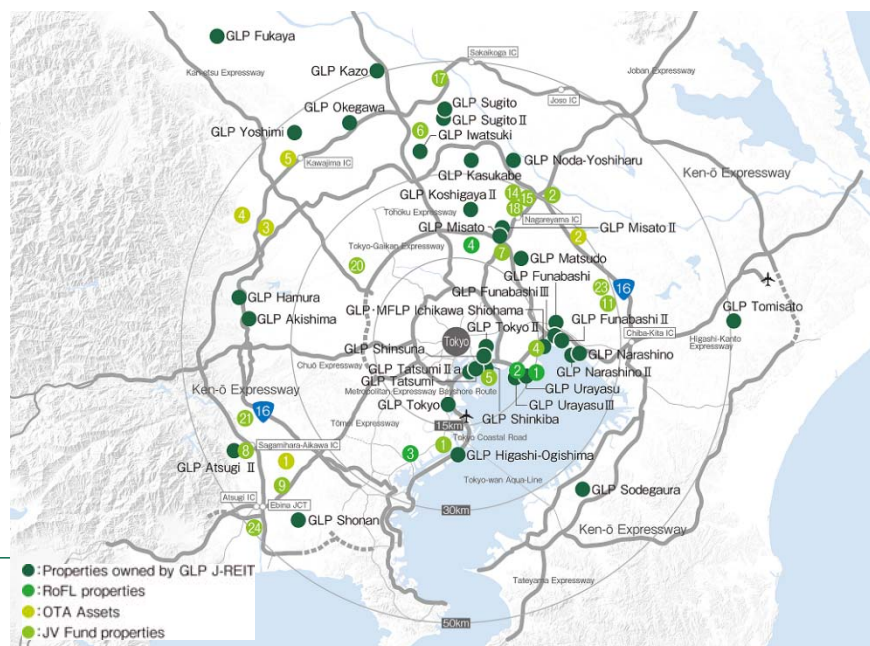 GLP Fukaya
Sakaikoga IC
Kan-etsu Expressway
GLP Kazo
17
Joban Expressway
Joso IC
GLP Sugito
GLP Okegawa
GLP Sugito II
6
GLP Yoshimi
GLP Iwatsuki
5
Kawajima IC
GLP Noda-Yoshiharu
GLP Kasukabe
Ken-ō Expressway
14
15
2
GLP Koshigaya II
18
4
Tohoku Expressway
Nagareyama IC
3
GLP Misato
GLP Misato II
2
4
Tokyo-Gaikan Expressway
7
GLP Matsudo
20
GLP Funabashi
23
16
GLP Hamura
GLP Funabashi III
11
GLP Tomisato
GLP・MFLP Ichikawa Shiohama
GLP Akishima
GLP Tokyo II
GLP Funabashi II
Tokyo
Chiba-Kita IC
Higashi-Kanto
Expressway
GLP Shinsuna
4
GLP Narashino
Chuō Expressway
GLP Tatsumi II a
2
1
GLP Narashino II
GLP Tatsumi
5
Ken-ō Expressway
Metropolitan Expressway Bayshore Route
GLP Urayasu
16
GLP Tokyo
GLP Urayasu III
21
15km
GLP Shinkiba
Tōmei Expressway
Tokyo Coastal Road
8
Sagamihara-Aikawa IC
1
3
GLP Higashi-Ogishima
GLP Atsugi II
1
Tokyo-wan Aqua-Line
9
GLP Sodegaura
Atsugi IC
Ebina JCT
30km
GLP Shonan
24
Ken-ō Expressway
:Properties owned by GLP J-REIT
:RoFL properties
Tateyama Expressway
:OTA Assets
50km
:JV Fund properties